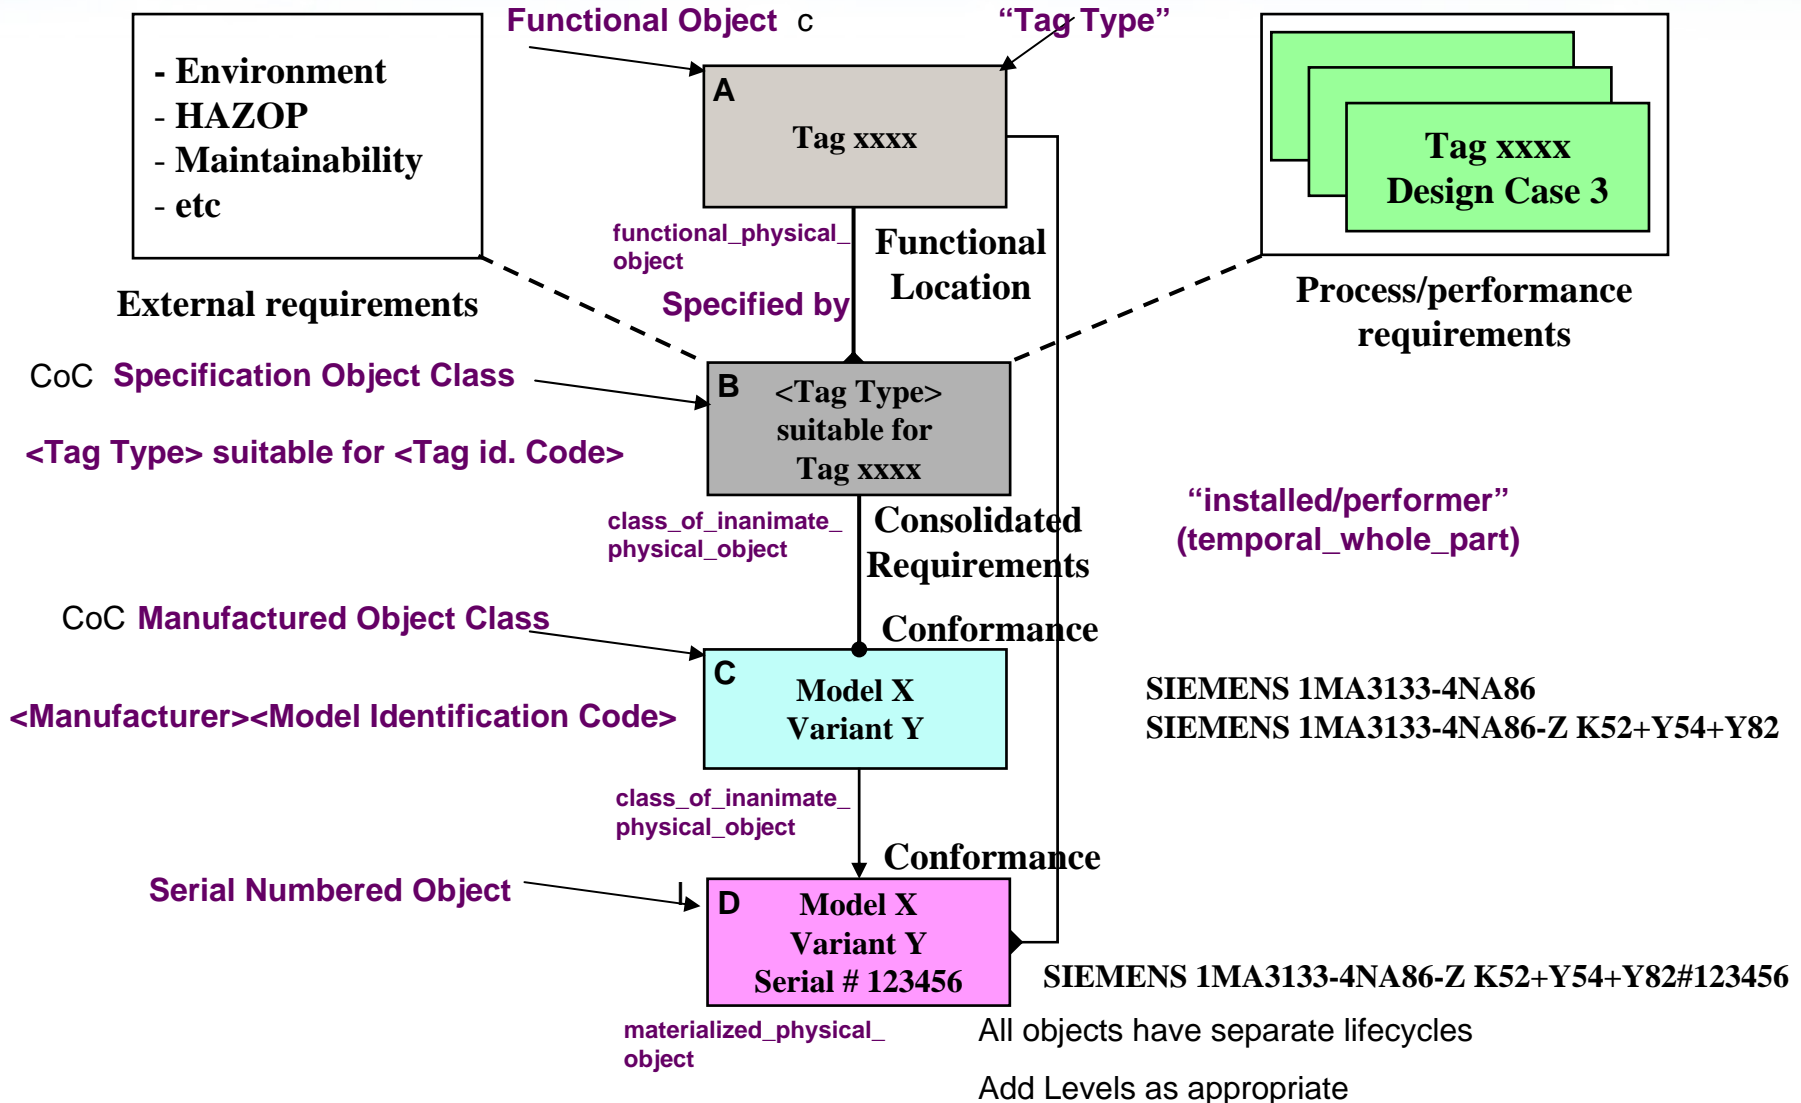 Functional Object c
“Tag Type”
- Environment
- HAZOP
- Maintainability
- etc
External requirements
A
Tag xxxx
Tag xxxx
Design Case 3
Process/performance
requirements
functional_physical_
object
Functional
Location
Specified by
CoC Specification Object Class
<Tag Type> suitable for <Tag id. Code>
B
<Tag Type>
suitable for
Tag xxxx
class_of_inanimate_
physical_object
Consolidated
Requirements
“installed/performer”
(temporal_whole_part)
CoC Manufactured Object Class
Conformance
<Manufacturer><Model Identification Code>
C
Model X
Variant Y
SIEMENS 1MA3133-4NA86
SIEMENS 1MA3133-4NA86-Z K52+Y54+Y82
class_of_inanimate_
physical_object
Conformance
Serial Numbered Object
I
D
Model X
Variant Y
Serial # 123456
SIEMENS 1MA3133-4NA86-Z K52+Y54+Y82#123456
materialized_physical_
object
All objects have separate lifecycles
Add Levels as appropriate